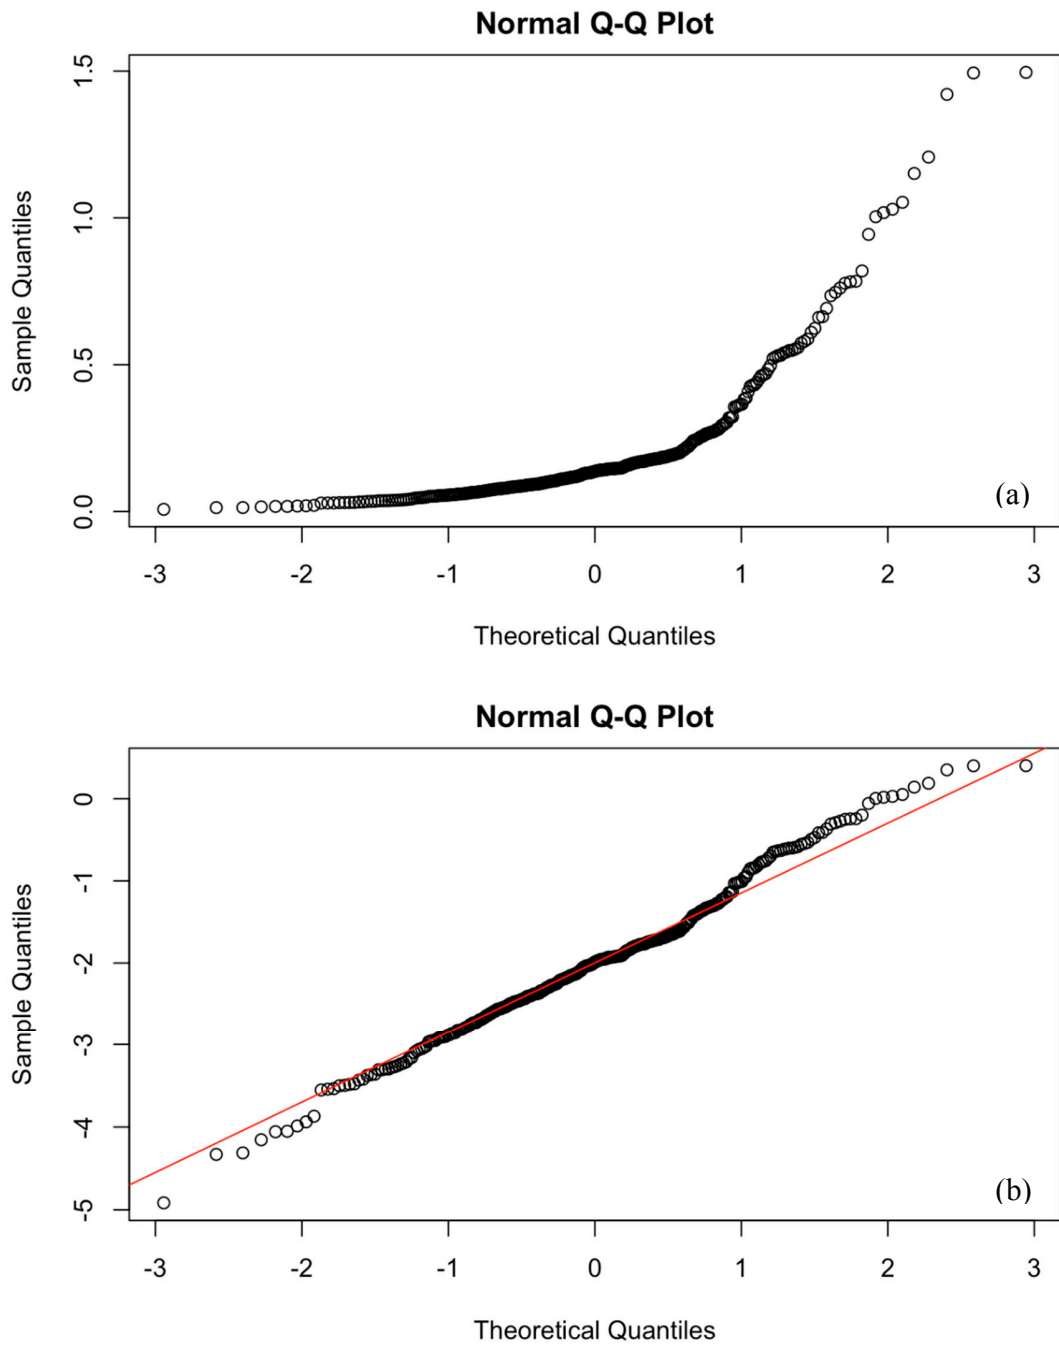 Normal Q-Q Plot
Sample Quantiles
1.5
1.0
0.5
0.0
(a)
-3 -2 -1 0 1 2 3
Theoretical Quantiles
Normal Q-Q Plot
Sample Quantiles
0
-1
-2
-3
-4
-5
(b)
-3 -2 -1 0 1 2 3
Theoretical Quantiles